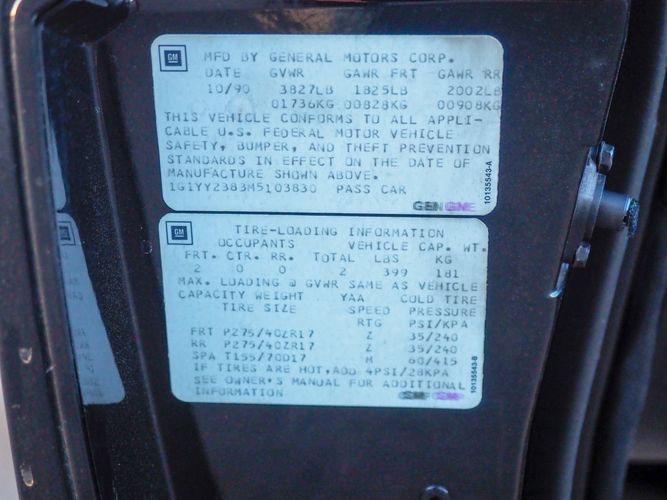 GM MFD BY GENERAL MOTORS CORP.
DATE GVWR GAWR FRT GAWR RR
10/90 3827LB 1825LB 2002LB
01736KG 00828KG 00908KG
THIS VEHICLE CONFORMS TO ALL APPLI-
CABLE U.S. FEDERAL MOTOR VEHICLE
SAFETY, BUMPER, AND THEFT PREVENTION
STANDARDS IN EFFECT ON THE DATE OF
MANUFACTURE SHOWN ABOVE.
1G1YY2383M5103830 PASS CAR
10135543-A
GM TIRE-LOADING INFORMATION
OCCUPANTS VEHICLE CAP. WT.
FRT. CTR. RR. TOTAL LBS KG
2 0 0 2 399 181
MAX. LOADING @ GVWR SAME AS VEHICLE
CAPACITY WEIGHT YAA COLD TIRE
TIRE SIZE SPEED PRESSURE
RTG PSI/KPA
FRT P275/40ZR17 Z 35/240
RR P275/40ZR17 Z 35/240
SPA T155/70D17 M 60/415
IF TIRES ARE HOT,ADD 4PSI/28KPA
SEE OWNER'S MANUAL FOR ADDITIONAL
INFORMATION
10135543-B